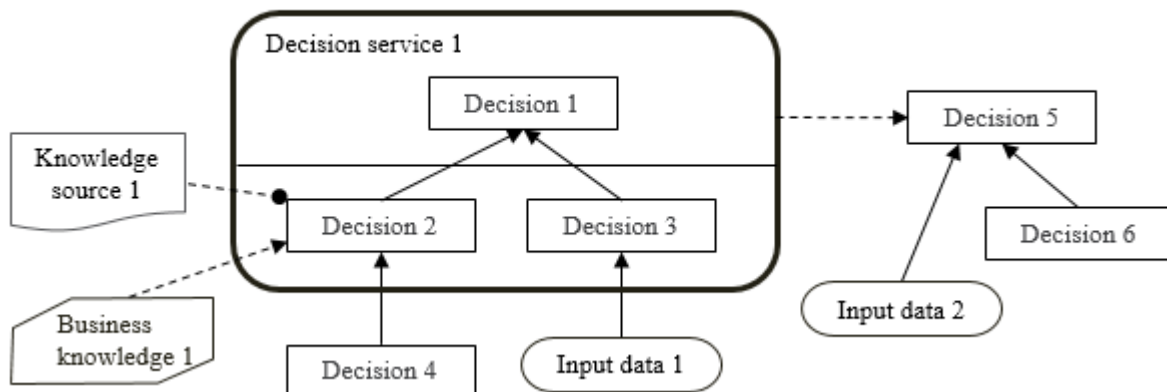 Decision service 1
Decision 1
Decision 5
Knowledge
source 1
Decision 2
Decision 3
Decision 6
Business
knowledge 1
Decision 4
Input data 1
Input data 2